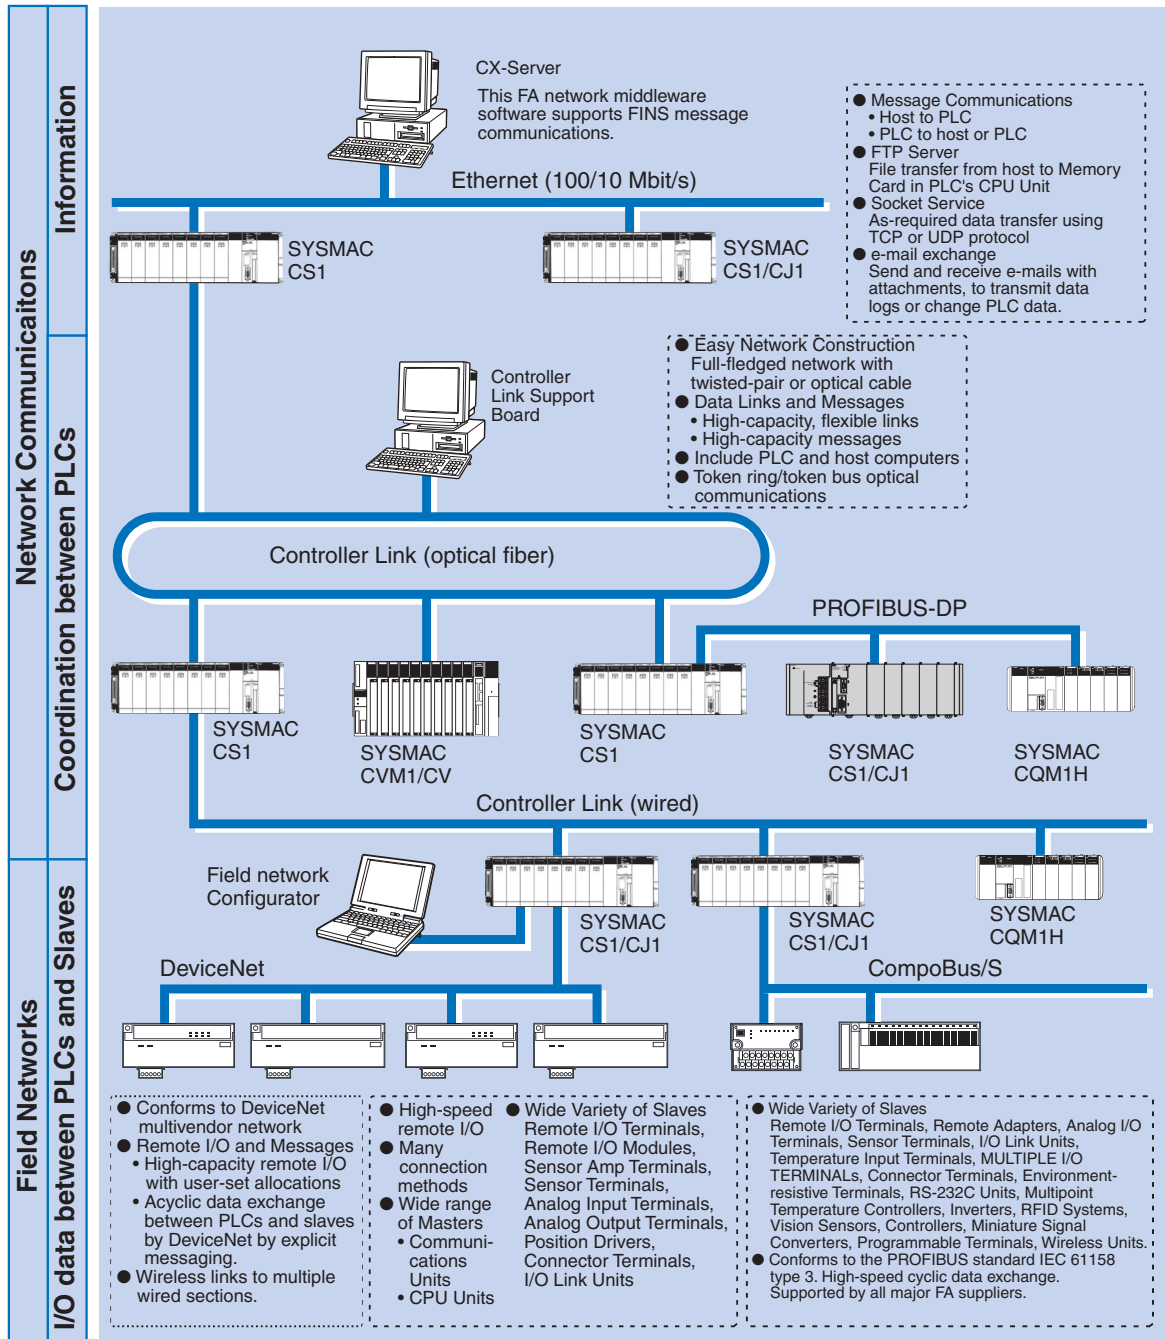 Network Communicaitons
Information
Coordination between PLCs
Field Networks
I/O data between PLCs and Slaves
CX-Server
This FA network middleware
software supports FINS message
communications.
Ethernet (100/10 Mbit/s)
SYSMAC
CS1
SYSMAC
CS1/CJ1
● Message Communications
• Host to PLC
• PLC to host or PLC
● FTP Server
File transfer from host to Memory
Card in PLC's CPU Unit
● Socket Service
As-required data transfer using
TCP or UDP protocol
● e-mail exchange
Send and receive e-mails with
attachments, to transmit data
logs or change PLC data.
Controller
Link Support
Board
● Easy Network Construction
Full-fledged network with
twisted-pair or optical cable
● Data Links and Messages
• High-capacity, flexible links
• High-capacity messages
● Include PLC and host computers
● Token ring/token bus optical
communications
Controller Link (optical fiber)
PROFIBUS-DP
SYSMAC
CS1
SYSMAC
CVM1/CV
SYSMAC
CS1
SYSMAC
CS1/CJ1
SYSMAC
CQM1H
Controller Link (wired)
Field network
Configurator
SYSMAC
CS1/CJ1
SYSMAC
CS1/CJ1
SYSMAC
CQM1H
DeviceNet
CompoBus/S
● Conforms to DeviceNet
multivendor network
● Remote I/O and Messages
• High-capacity remote I/O
with user-set allocations
• Acyclic data exchange
between PLCs and slaves
by DeviceNet by explicit
messaging.
● Wireless links to multiple
wired sections.
● High-speed
remote I/O
● Many
connection
methods
● Wide range
of Masters
• Communi-
cations
Units
• CPU Units
● Wide Variety of Slaves
Remote I/O Terminals,
Remote I/O Modules,
Sensor Amp Terminals,
Sensor Terminals,
Analog Input Terminals,
Analog Output Terminals,
Position Drivers,
Connector Terminals,
I/O Link Units
● Wide Variety of Slaves
Remote I/O Terminals, Remote Adapters, Analog I/O
Terminals, Sensor Terminals, I/O Link Units,
Temperature Input Terminals, MULTIPLE I/O
TERMINALs, Connector Terminals, Environment-
resistive Terminals, RS-232C Units, Multipoint
Temperature Controllers, Inverters, RFID Systems,
Vision Sensors, Controllers, Miniature Signal
Converters, Programmable Terminals, Wireless Units.
● Conforms to the PROFIBUS standard IEC 61158
type 3. High-speed cyclic data exchange.
Supported by all major FA suppliers.